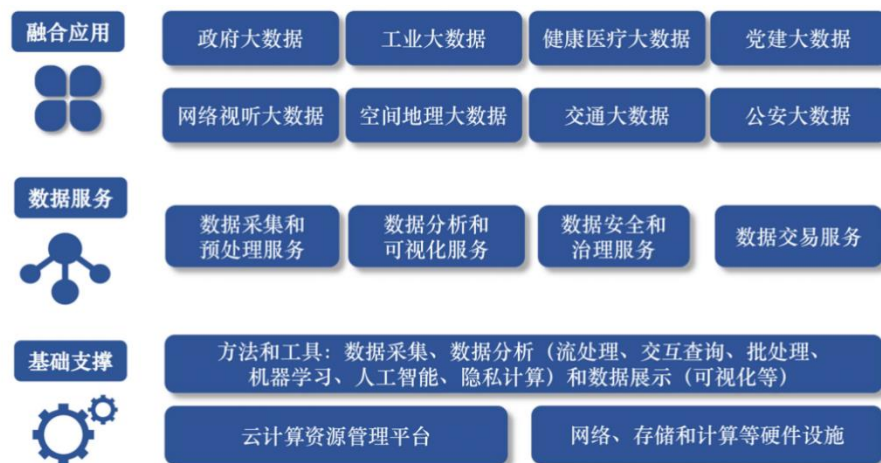 融合应用
政府大数据
工业大数据
健康医疗大数据
党建大数据
网络视听大数据
空间地理大数据
交通大数据
公安大数据
数据服务
数据采集和
预处理服务
数据分析和
可视化服务
数据安全和
治理服务
数据交易服务
基础支撑
方法和工具：数据采集、数据分析（流处理、交互查询、批处理、
机器学习、人工智能、隐私计算）和数据展示（可视化等）
云计算资源管理平台
网络、存储和计算等硬件设施